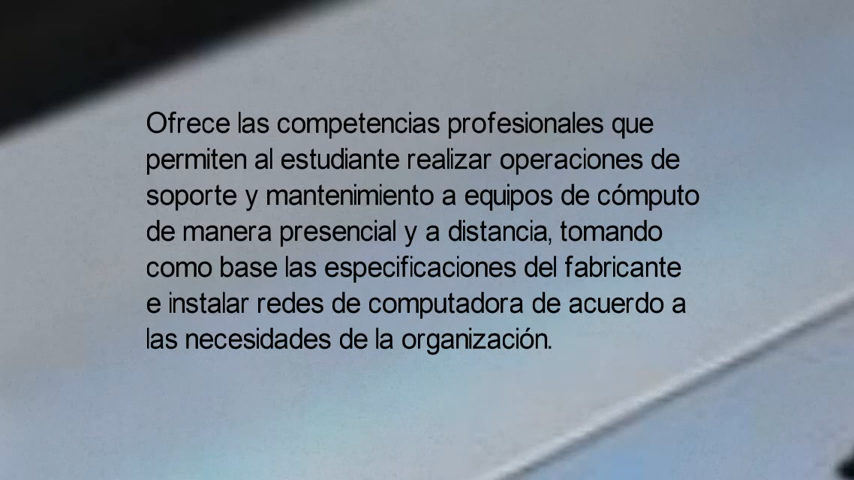 Ofrece las competencias profesionales que
permiten al estudiante realizar operaciones de
soporte y mantenimiento a equipos de cómputo
de manera presencial y a distancia, tomando
como base las especificaciones del fabricante
e instalar redes de computadora de acuerdo a
las necesidades de la organización.